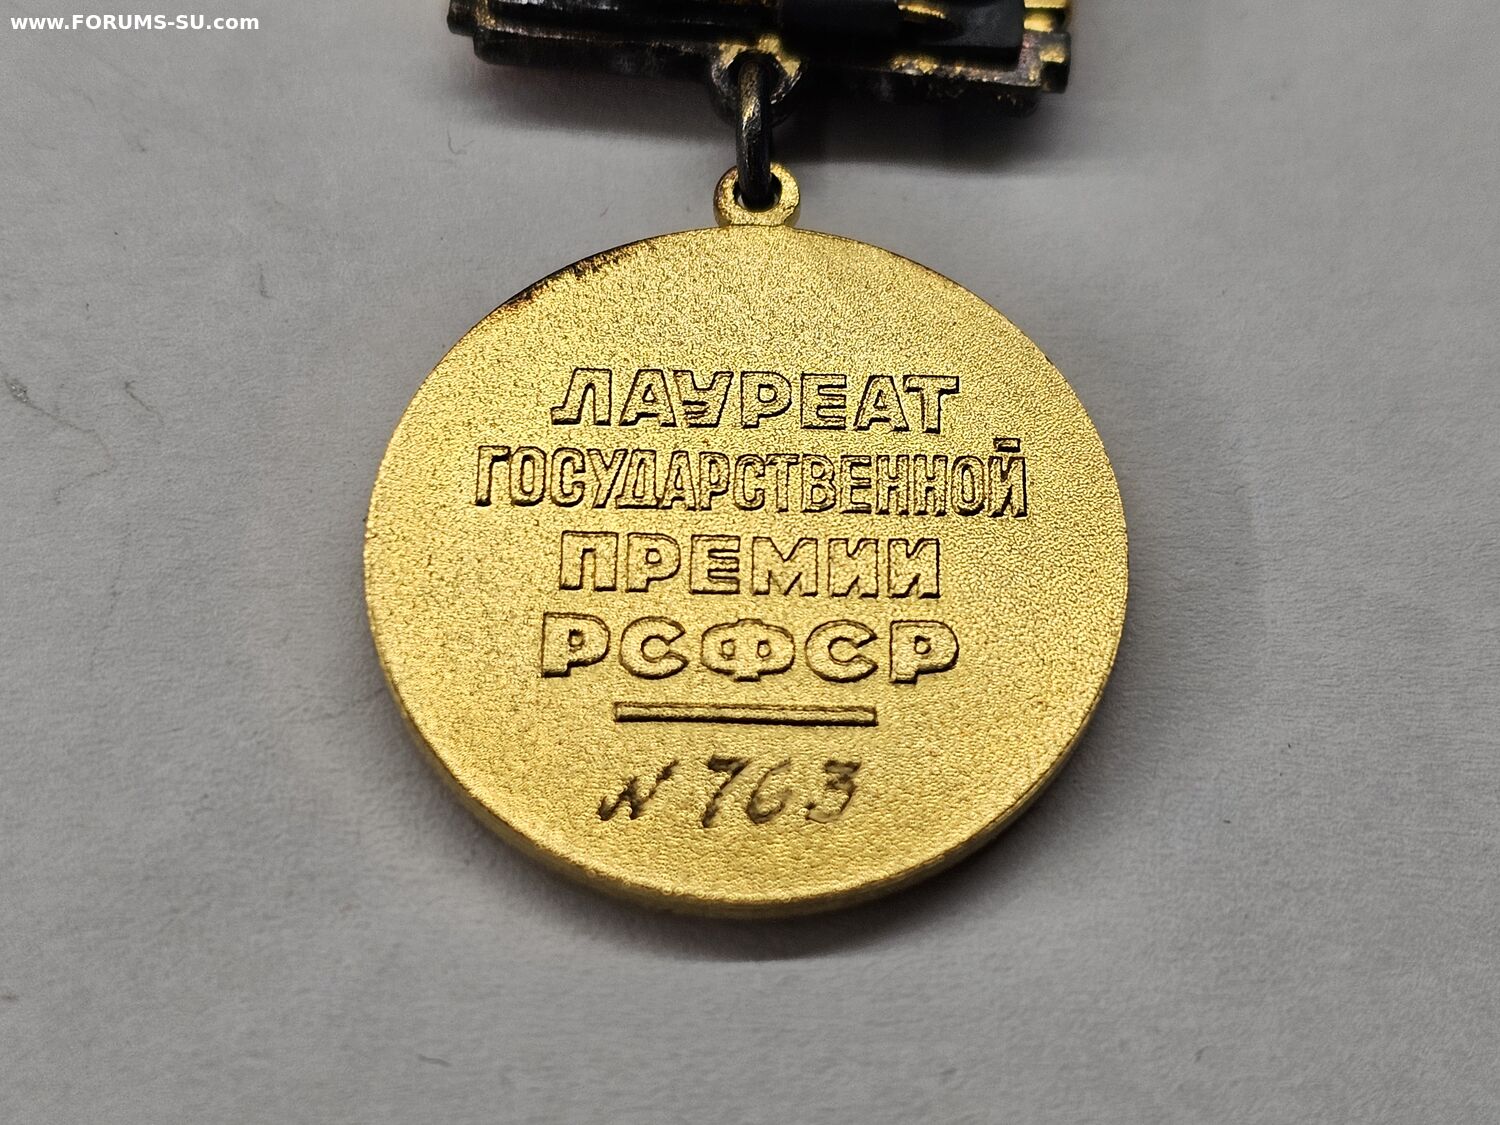 www.FORUMS-SU.com
ЛАУРЕАТ
ГОСУДАРСТВЕННОЙ
ПРЕМИИ
РСФСР
N 763